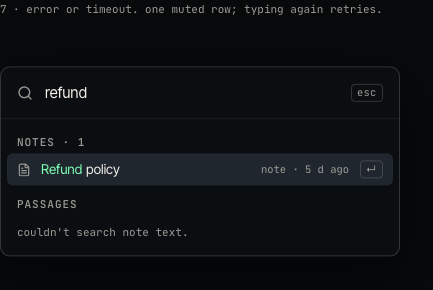 7 · error or timeout. one muted row; typing again retries.
refund esc
NOTES · 1
Refund policy note · 5 d ago ↵
PASSAGES
couldn't search note text.